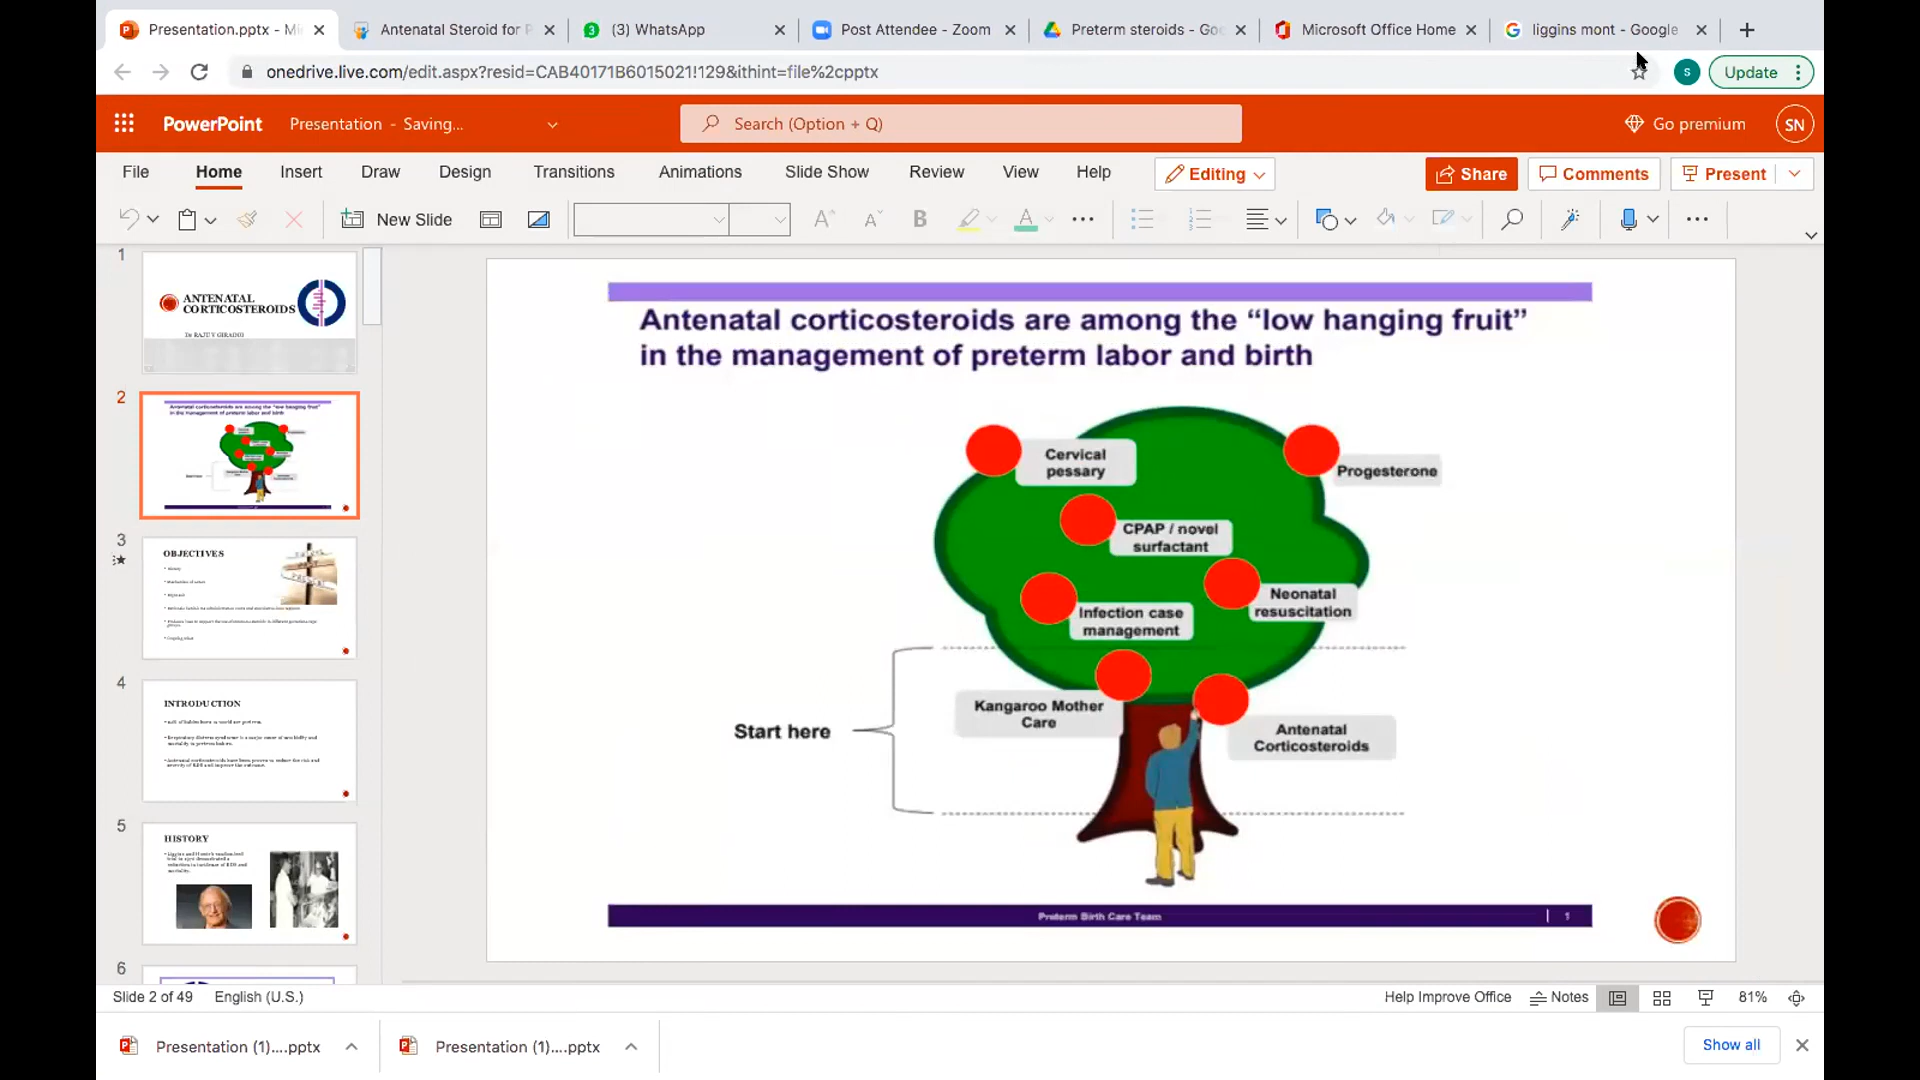 Presentation.pptx - Mi
Antenatal Steroid for P
(3) WhatsApp
Post Attendee - Zoom
Preterm steroids - Goo
Microsoft Office Home
liggins mont - Google
onedrive.live.com/edit.aspx?resid=CAB40171B6015021!129&ithint=file%2cpptx
S
Update
PowerPoint
Presentation - Saving...
Search (Option + Q)
Go premium
SN
File
Home
Insert
Draw
Design
Transitions
Animations
Slide Show
Review
View
Help
Editing
Share
Comments
Present
New Slide
1
ANTENATAL
CORTICOSTEROIDS
2
3
OBJECTIVES
4
INTRODUCTION
5
HISTORY
6
Antenatal corticosteroids are among the “low hanging fruit”
in the management of preterm labor and birth
Cervical
pessary
Progesterone
CPAP / novel
surfactant
Neonatal
resuscitation
Infection case
management
Kangaroo Mother
Care
Start here
Antenatal
Corticosteroids
Preterm Birth Care Team
1
Slide 2 of 49
English (U.S.)
Help Improve Office
Notes
81%
Presentation (1)....pptx
Presentation (1)....pptx
Show all